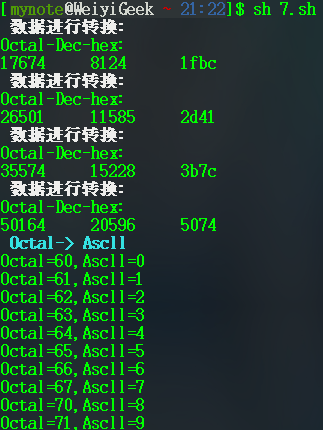 [mynote@WeiyiGeek ~ 21:22]$ sh 7.sh
数据进行转换:
Octal-Dec-hex:
17674 8124 1fbc
数据进行转换:
Octal-Dec-hex:
26501 11585 2d41
数据进行转换:
Octal-Dec-hex:
35574 15228 3b7c
数据进行转换:
Octal-Dec-hex:
50164 20596 5074
Octal-> Ascll
Octal=60,Ascll=0
Octal=61,Ascll=1
Octal=62,Ascll=2
Octal=63,Ascll=3
Octal=64,Ascll=4
Octal=65,Ascll=5
Octal=66,Ascll=6
Octal=67,Ascll=7
Octal=70,Ascll=8
Octal=71,Ascll=9